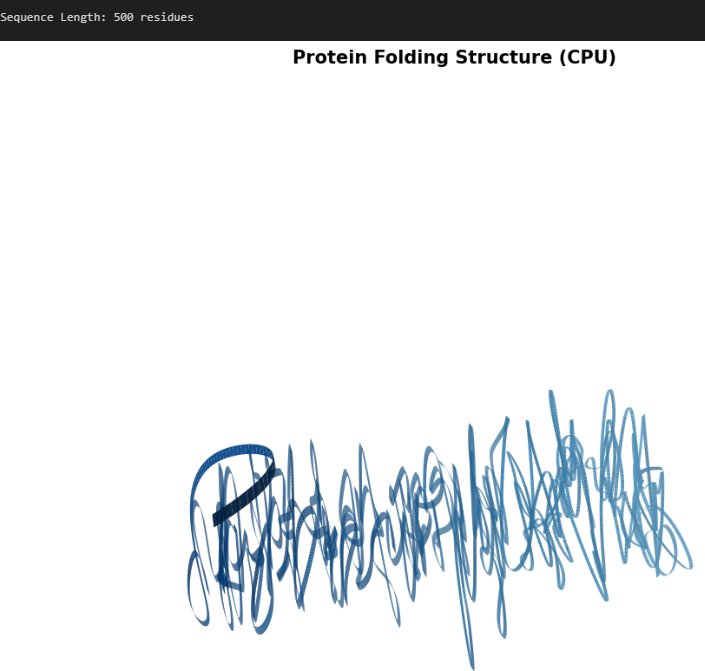 Sequence Length: 500 residues
Protein Folding Structure (CPU)